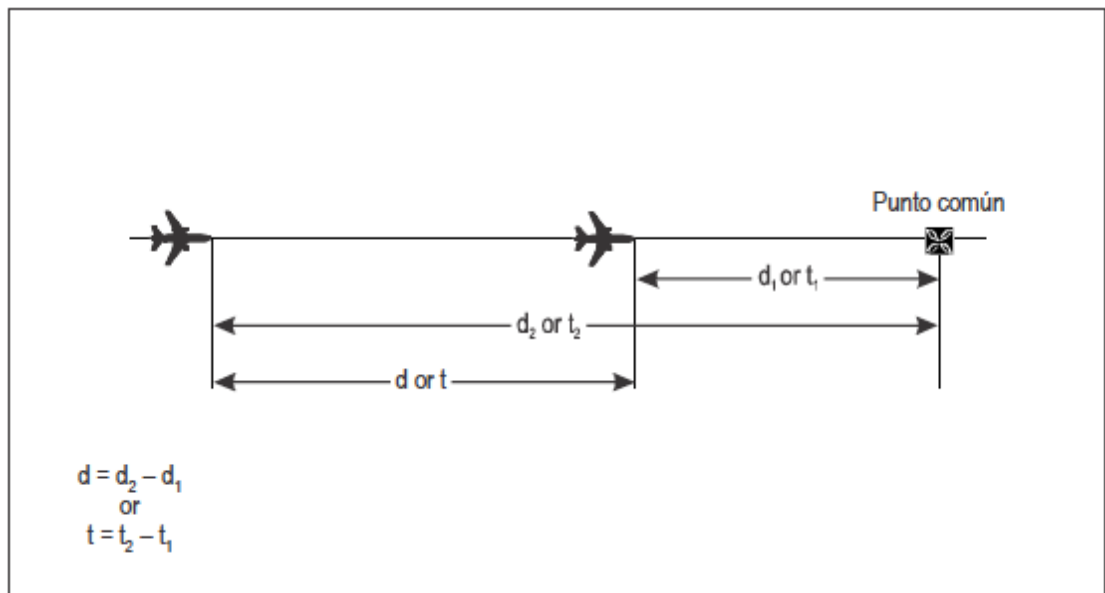 Punto común
d₁ or t₁
d₂ or t₂
d or t
d = d₂ – d₁
or
t = t₂ – t₁